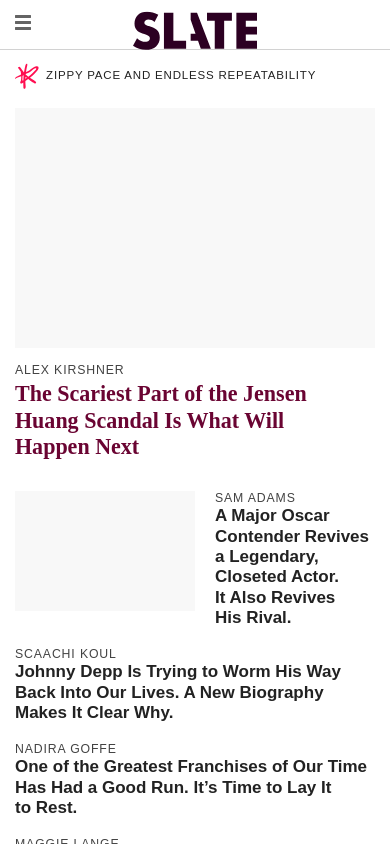 SLATE
ZIPPY PACE AND ENDLESS REPEATABILITY
ALEX KIRSHNER
The Scariest Part of the Jensen
Huang Scandal Is What Will
Happen Next
SAM ADAMS
A Major Oscar
Contender Revives
a Legendary,
Closeted Actor.
It Also Revives
His Rival.
SCAACHI KOUL
Johnny Depp Is Trying to Worm His Way
Back Into Our Lives. A New Biography
Makes It Clear Why.
NADIRA GOFFE
One of the Greatest Franchises of Our Time
Has Had a Good Run. It’s Time to Lay It
to Rest.
MAGGIE LANGE